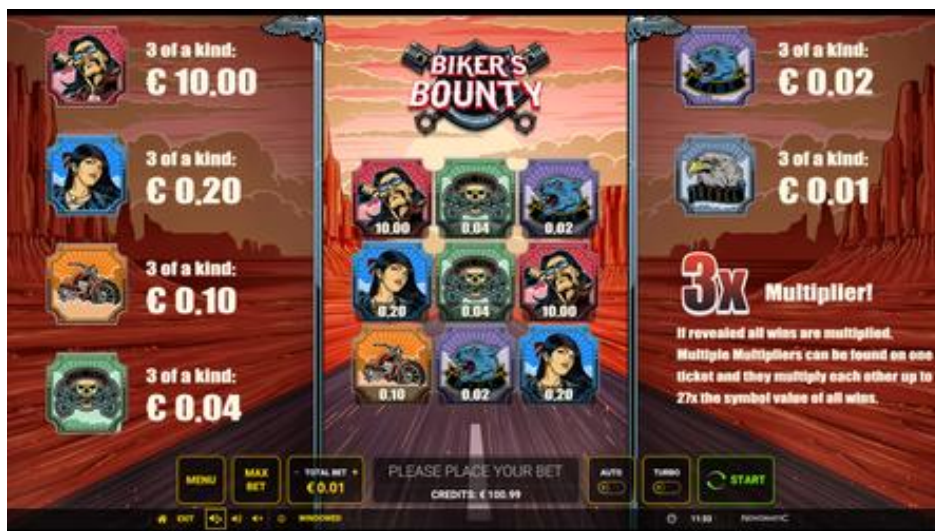 3 of a kind:
€ 10.00
3 of a kind:
€ 0.20
3 of a kind:
€ 0.10
3 of a kind:
€ 0.04
BIKER'S
BOUNTY
10.00 0.04 0.02
0.20 0.04 10.00
0.10 0.02 0.20
3 of a kind:
€ 0.02
3 of a kind:
€ 0.01
3x Multiplier!
If revealed all wins are multiplied.
Multiple Multipliers can be found on one
ticket and they multiply each other up to
27x the symbol value of all wins.
MENU
MAX
BET
- TOTAL BET +
€ 0.01
PLEASE PLACE YOUR BET
CREDITS: € 100.99
AUTO
TURBO
START
EXIT
WINDOWED
11:53